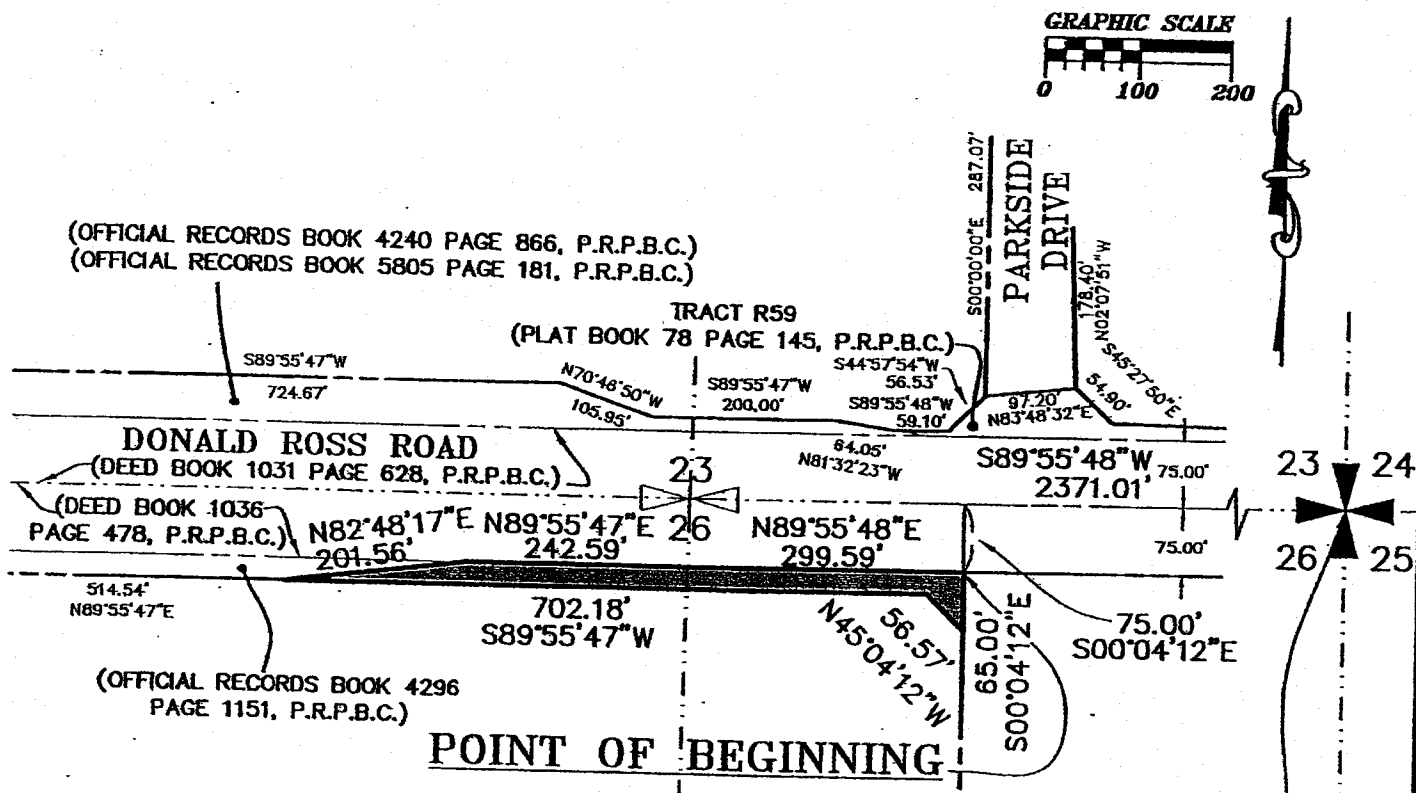 GRAPHIC SCALE
0 100 200
S00°00'00"E 287.07'
PARKSIDE
DRIVE
178.40'
N02°07'51"W
(OFFICIAL RECORDS BOOK 4240 PAGE 866, P.R.P.B.C.)
(OFFICIAL RECORDS BOOK 5805 PAGE 181, P.R.P.B.C.)
TRACT R59
(PLAT BOOK 78 PAGE 145, P.R.P.B.C.)
S89°55'47"W
724.67'
N70°46'50"W
105.95'
S89°55'47"W
200.00'
S44°57'54"W
56.53'
S89°55'48"W
59.10'
97.20'
N83°48'32"E
S45°27'50"E
54.90'
64.05'
N81°32'23"W
DONALD ROSS ROAD
(DEED BOOK 1031 PAGE 628, P.R.P.B.C.)
S89°55'48"W
2371.01'
75.00'
23
26
23 24
26 25
(DEED BOOK 1036
PAGE 478, P.R.P.B.C.)
N82°48'17"E
201.56'
N89°55'47"E
242.59'
N89°55'48"E
299.59'
75.00'
514.54'
N89°55'47"E
702.18'
S89°55'47"W
56.57'
N45°04'12"W
65.00'
S00°04'12"E
75.00'
S00°04'12"E
(OFFICIAL RECORDS BOOK 4296
PAGE 1151, P.R.P.B.C.)
POINT OF BEGINNING